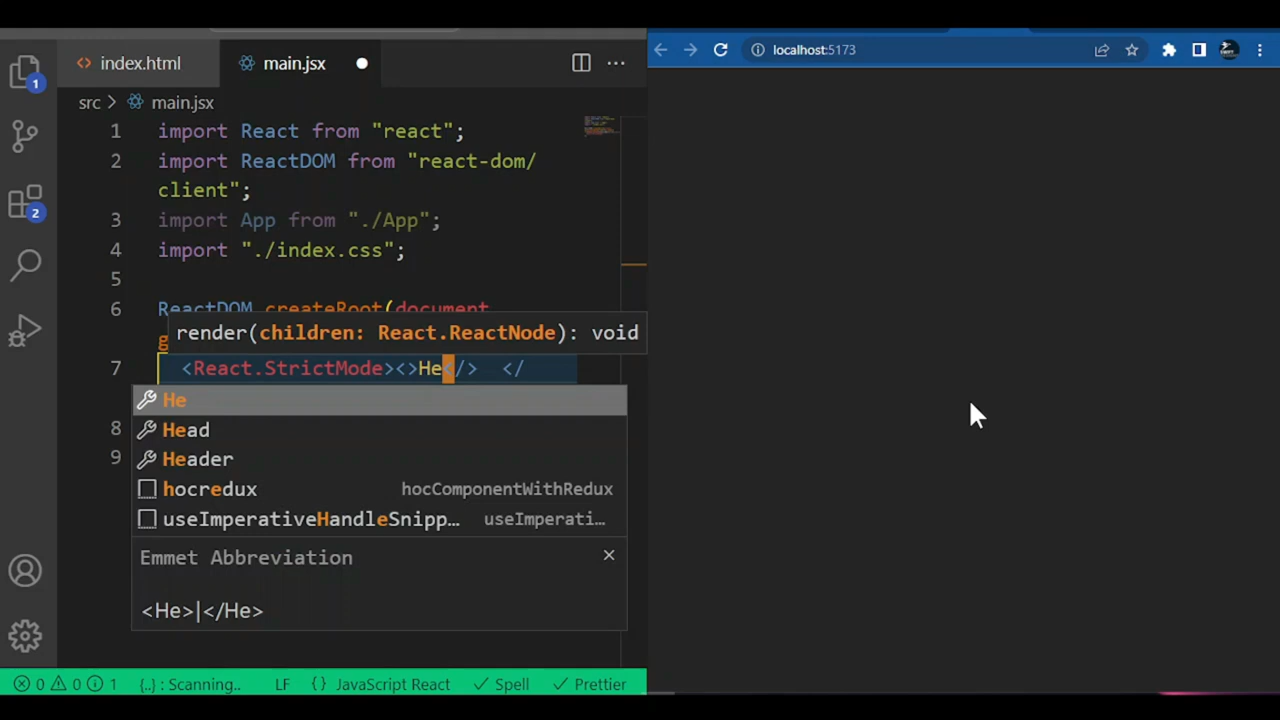 index.html
main.jsx
localhost:5173
src
main.jsx
1 import React from "react";
2 import ReactDOM from "react-dom/
client";
3 import App from "./App";
4 import "./index.css";
5
6 ReactDOM.createRoot(document
g
render(children: React.ReactNode): void
7 <React.StrictMode><>He</> </
He
Head
8
Header
9
hocredux hocComponentWithRedux
useImperativeHandleSnipp… useImperati…
Emmet Abbreviation
<He>|</He>
1
2
0 0 1 {..} : Scanning.. LF {} JavaScript React Spell Prettier